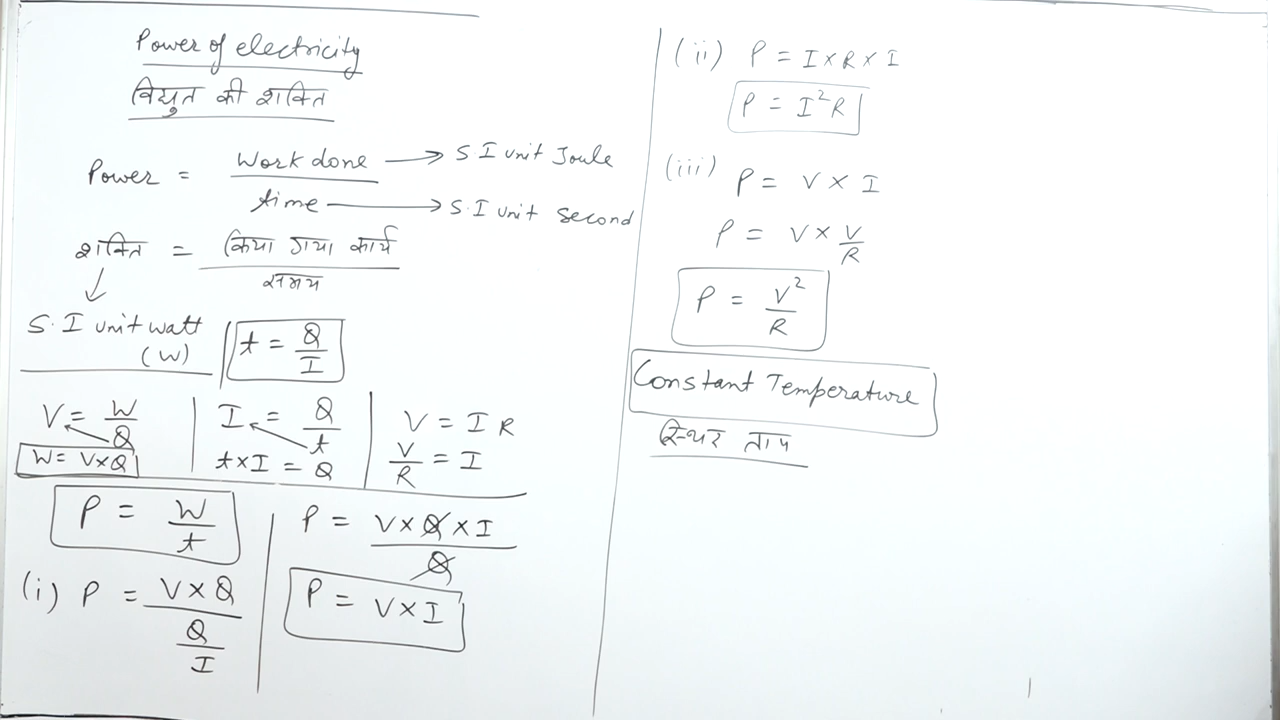 Power of electricity
विद्युत की शक्ति
Power = Work done / time
→ S.I unit Joule
→ S.I unit Second
शक्ति = किया गया कार्य / समय
S.I unit watt
(W)
t = Q/I
V = W/Q
W = V×Q
I = Q/t
t×I = Q
V = I R
V/R = I
P = W/t
(i) P = V×Q / Q/I
P = V×Q×I / Q
P = V×I
(ii) P = I×R×I
P = I²R
(iii) P = V×I
P = V×V/R
P = V²/R
Constant Temperature
स्थिर ताप